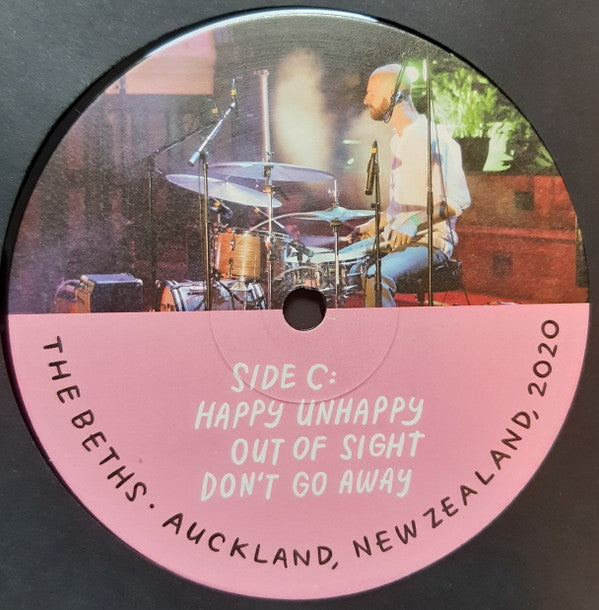 SIDE C:
HAPPY UNHAPPY
OUT OF SIGHT
DON'T GO AWAY
THE BETHS · AUCKLAND, NEW ZEALAND, 2020